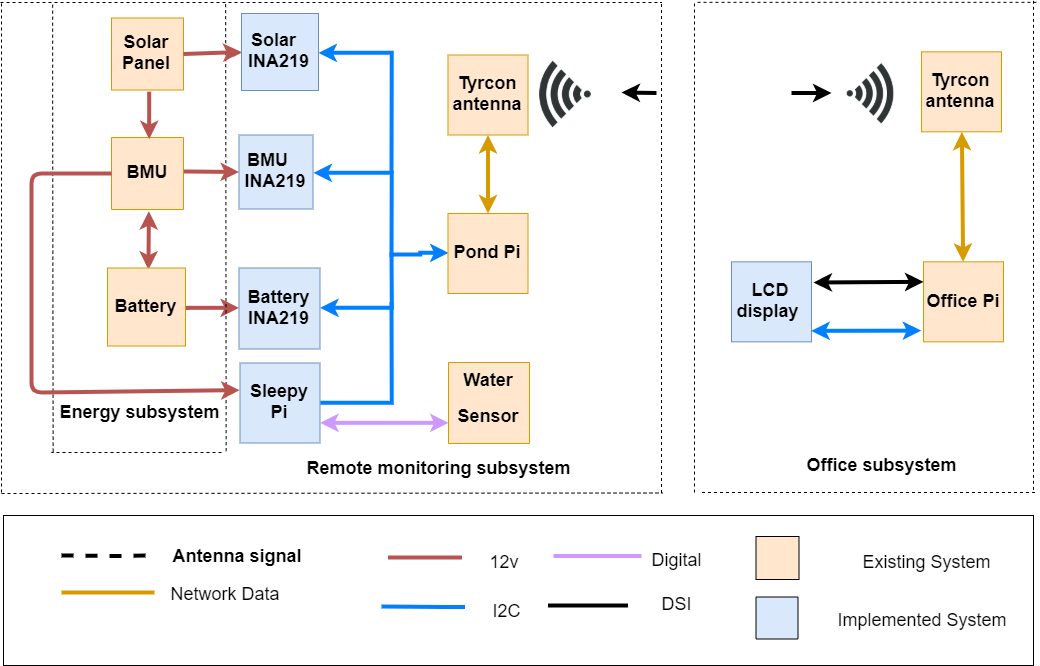 Solar
Panel
Solar
INA219
Tyrcon
antenna
Tyrcon
antenna
BMU
BMU
INA219
Pond Pi
Battery
Battery
INA219
LCD
display
Office Pi
Sleepy
Pi
Water
Sensor
Energy subsystem
Remote monitoring subsystem
Office subsystem
Antenna signal
12v
Digital
Existing System
Network Data
I2C
DSI
Implemented System